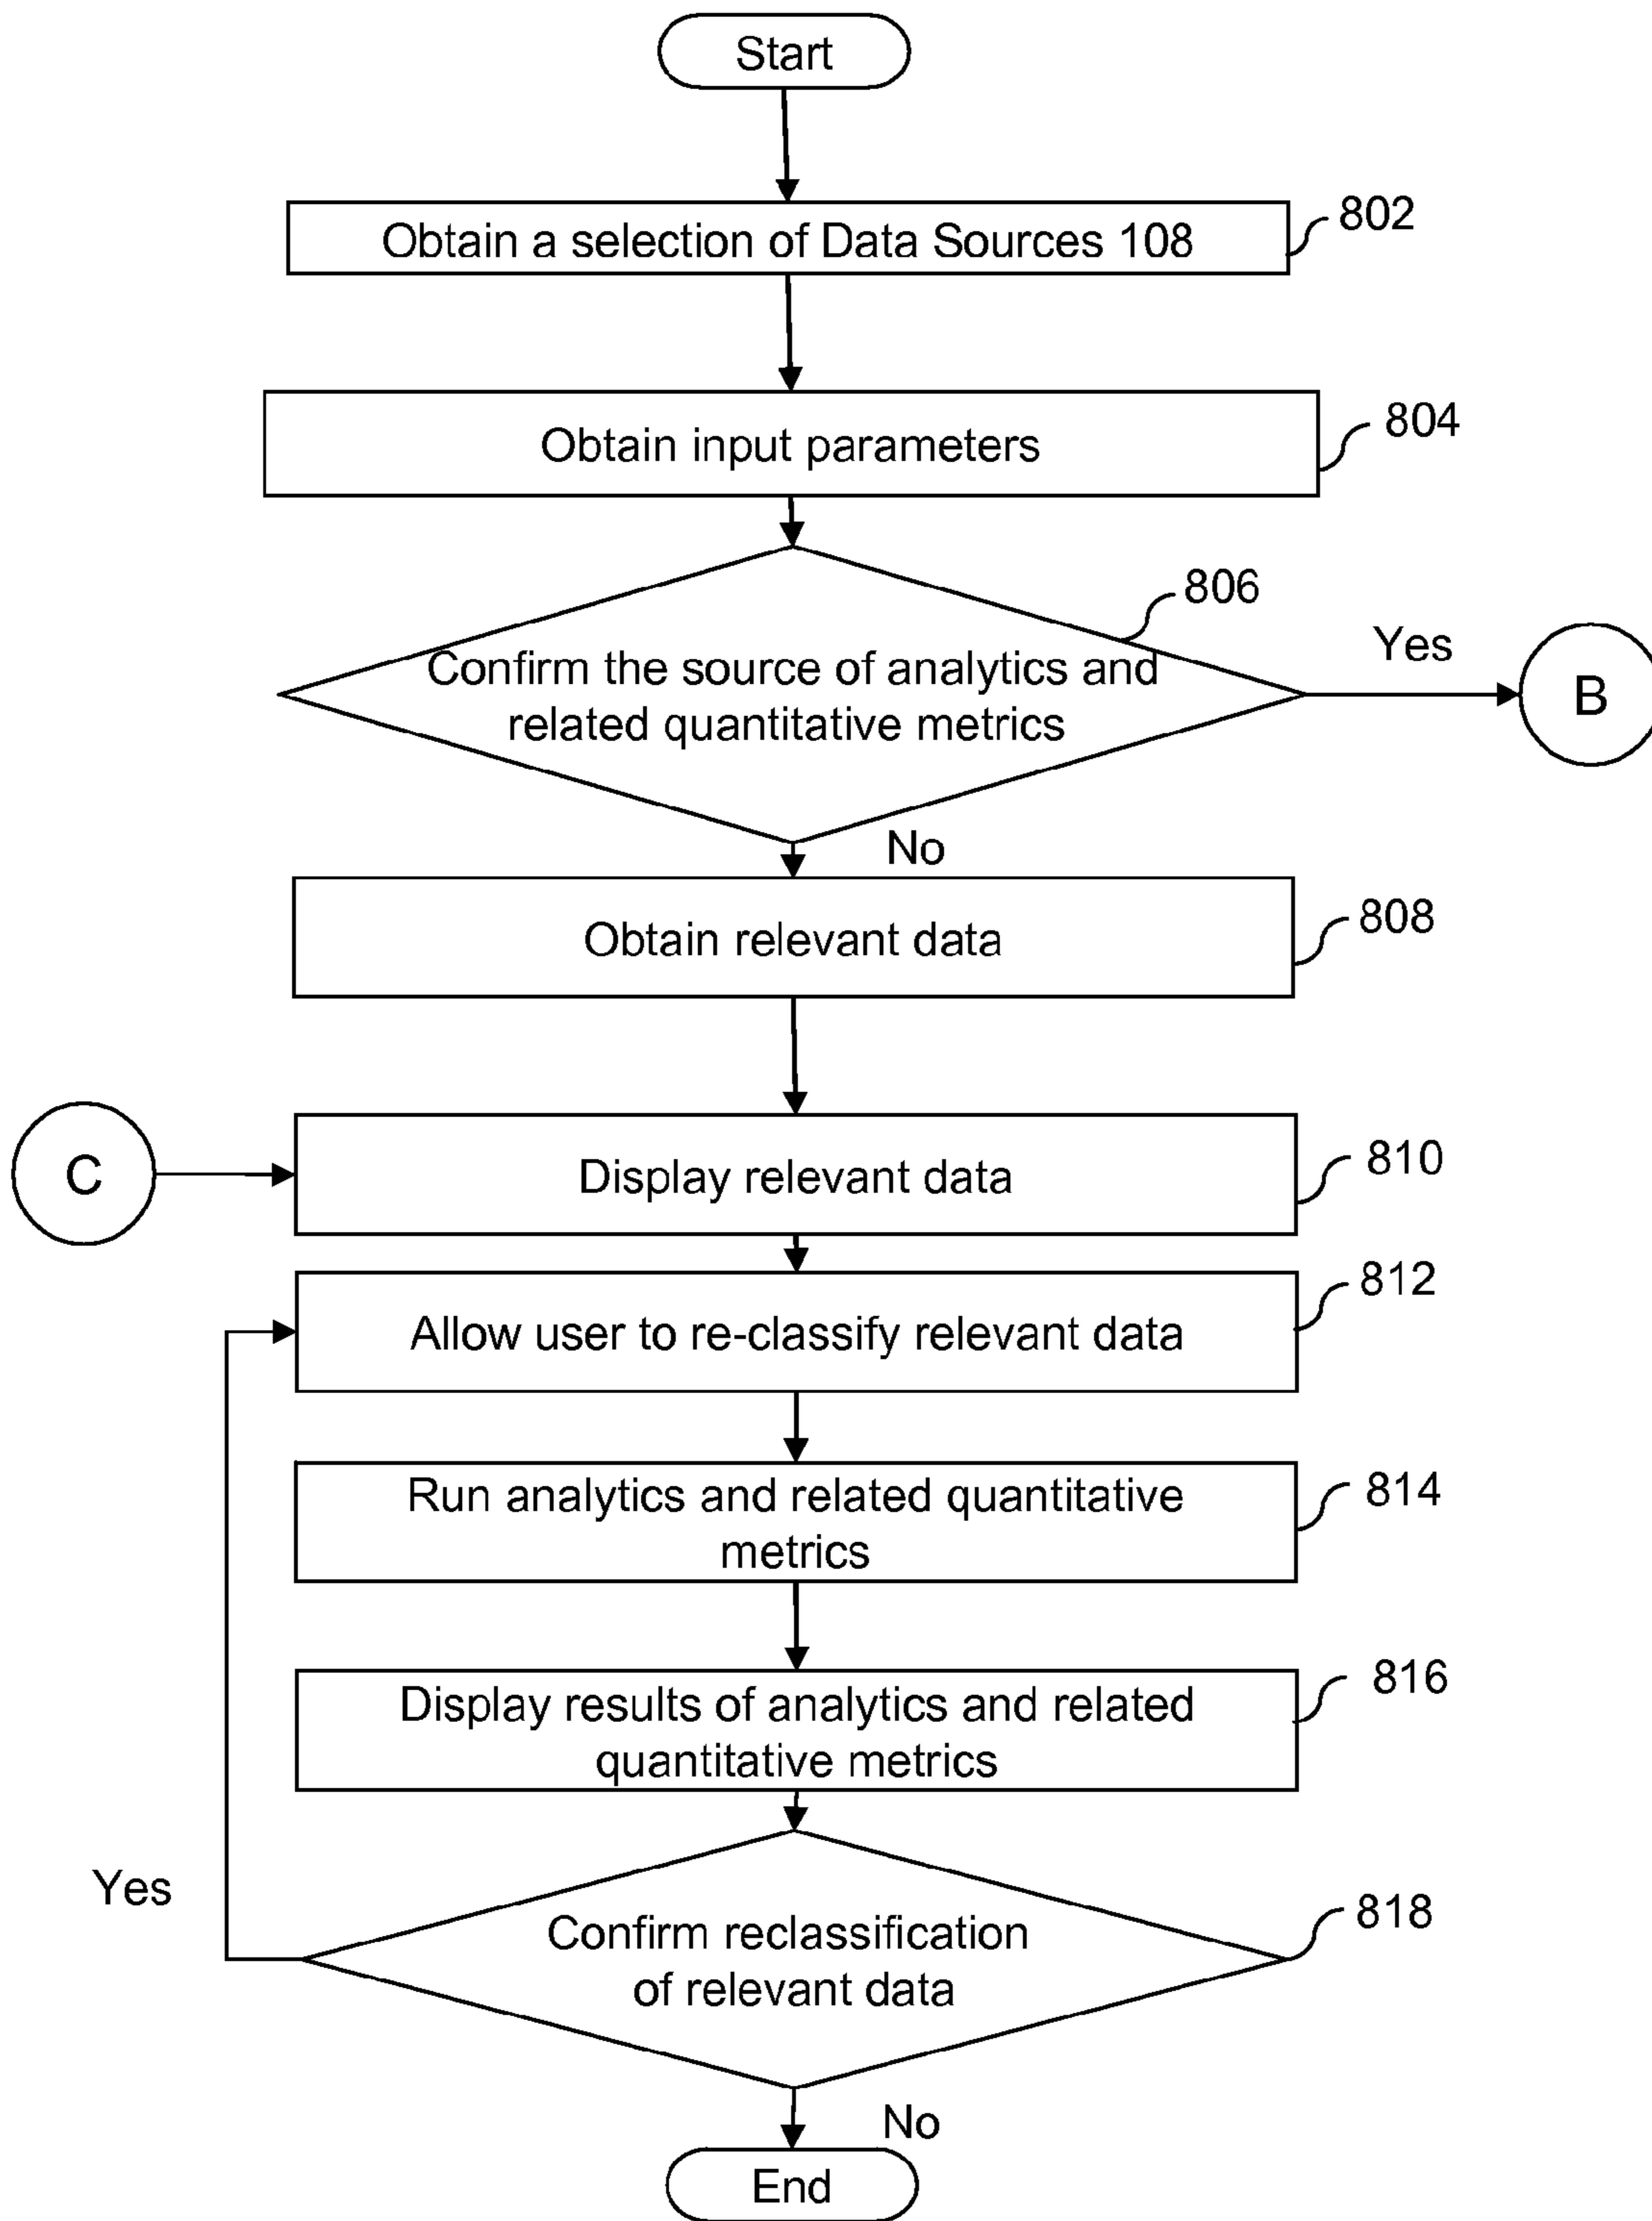 Start
Obtain a selection of Data Sources 108
802
Obtain input parameters
804
806
Confirm the source of analytics and
related quantitative metrics
Yes
B
No
Obtain relevant data
808
C
Display relevant data
810
Allow user to re-classify relevant data
812
Run analytics and related quantitative
metrics
814
Display results of analytics and related
quantitative metrics
816
Yes
Confirm reclassification
of relevant data
818
No
End